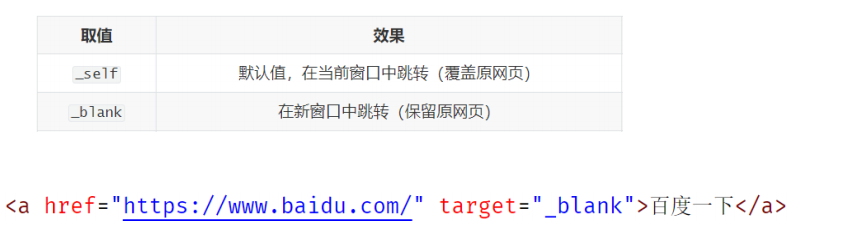 取值 效果
_self 默认值，在当前窗口中跳转（覆盖原网页）
_blank 在新窗口中跳转（保留原网页）
<a href="https://www.baidu.com/" target="_blank">百度一下</a>